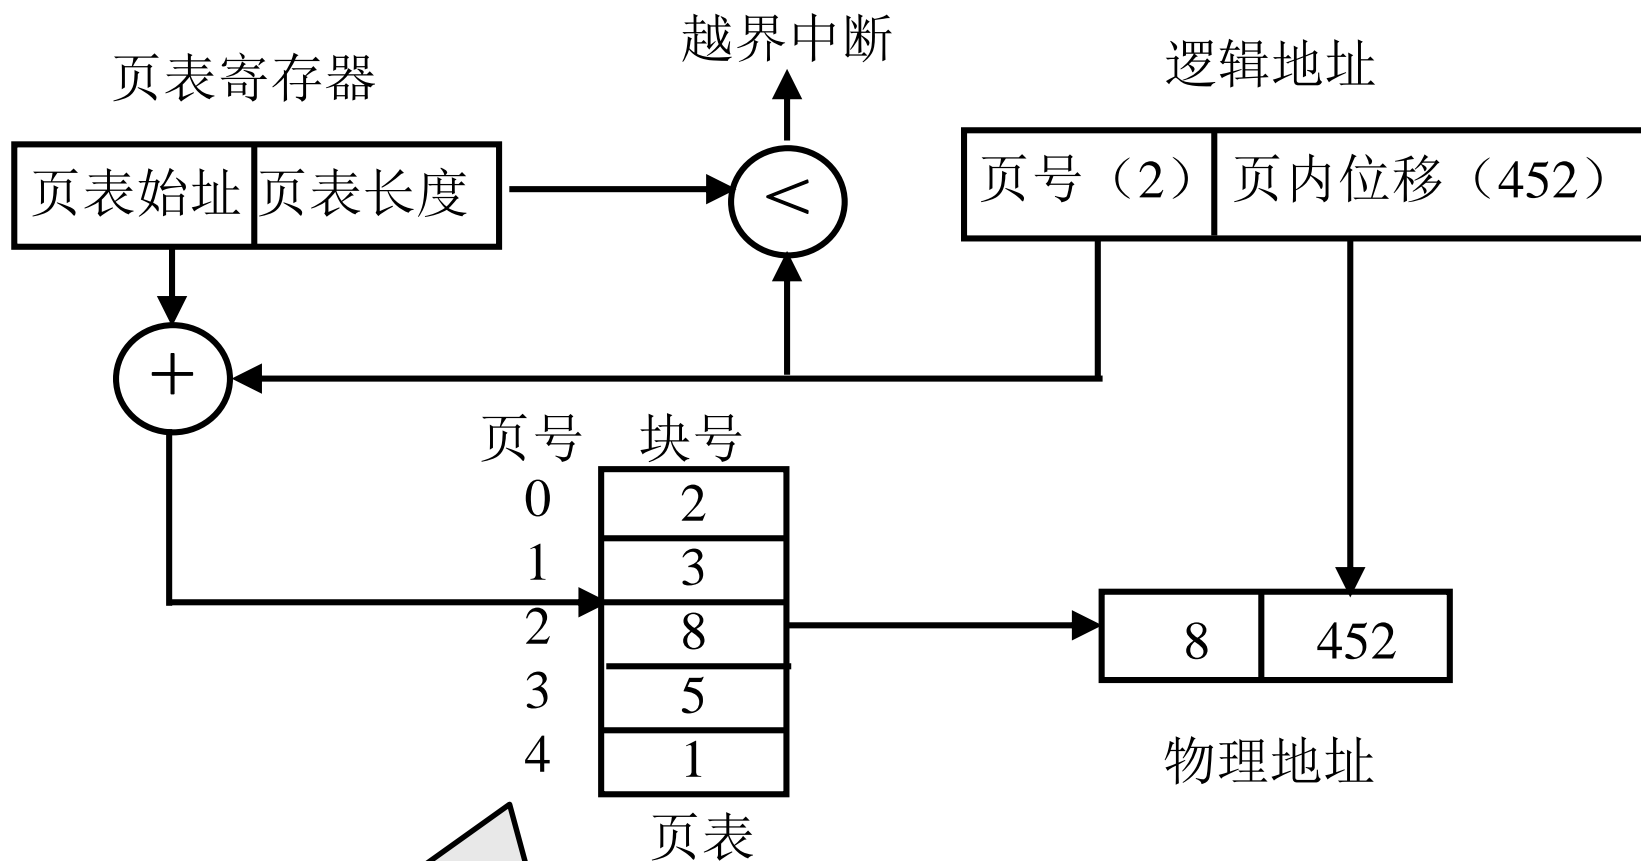 越界中断
页表寄存器
逻辑地址
页表始址 页表长度
<
页号（2） 页内位移（452）
+
页号 块号
0 2
1 3
2 8
3 5
4 1
8 452
物理地址
页表